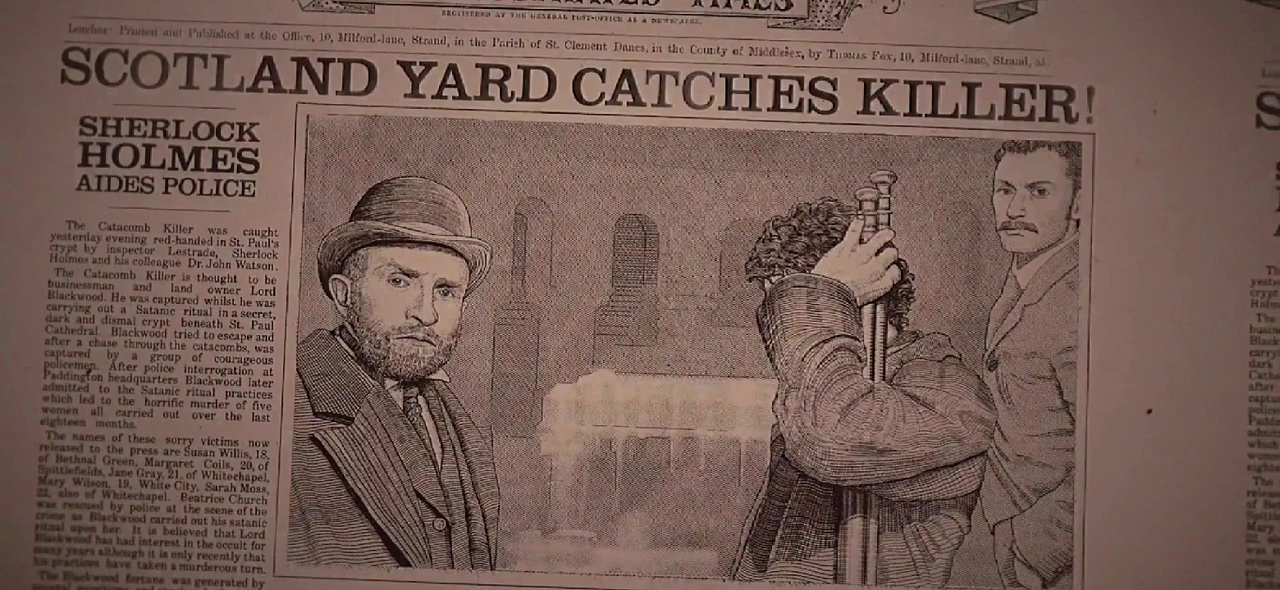 TIMES
REGISTERED AT THE GENERAL POST-OFFICE AS A NEWSPAPER.
London: Printed and Published at the Office, 10, Milford-lane, Strand, in the Parish of St. Clement Danes, in the County of Middlesex, by THOMAS FOX, 10, Milford-lane, Strand,
SCOTLAND YARD CATCHES KILLER!
SHERLOCK
HOLMES
AIDES POLICE
The Catacomb Killer was caught
yesterday evening red-handed in St. Paul's
crypt by inspector Lestrade, Sherlock
Holmes and his colleague Dr. John Watson.
The Catacomb Killer is thought to be
businessman and land owner Lord
Blackwood. He was captured whilst he was
carrying out a Satanic ritual in a secret,
dark and dismal crypt beneath St. Paul
Cathedral. Blackwood tried to escape and
after a chase through the catacombs, was
captured by a group of courageous
policemen. After police interrogation at
Paddington headquarters Blackwood later
admitted to the Satanic ritual practices
which led to the horrific murder of five
women all carried out over the last
eighteen months.
The names of these sorry victims now
released to the press are Susan Willis, 18,
of Bethnal Green, Margaret Coils, 20, of
Spittlefields, Jane Gray, 21, of Whitechapel,
Mary Wilson, 19, White City, Sarah Moss,
22, also of Whitechapel. Beatrice Church
was rescued by police at the scene of the
crime as Blackwood carried out his satanic
ritual upon her. It is believed that Lord
Blackwood has had interest in the occult for
many years although it is only recently that
his practices have taken a murderous turn.
The Blackwood fortune was generated by